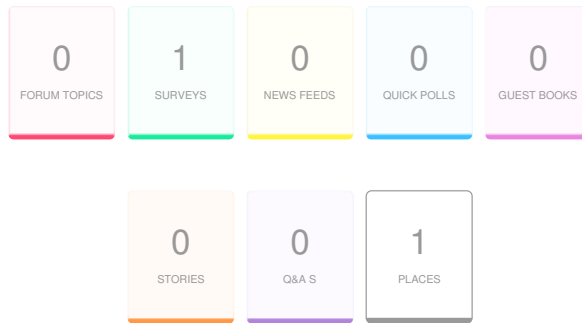 0 1 0 0 0
FORUM TOPICS SURVEYS NEWS FEEDS QUICK POLLS GUEST BOOKS
0 0 1
STORIES Q&A S PLACES